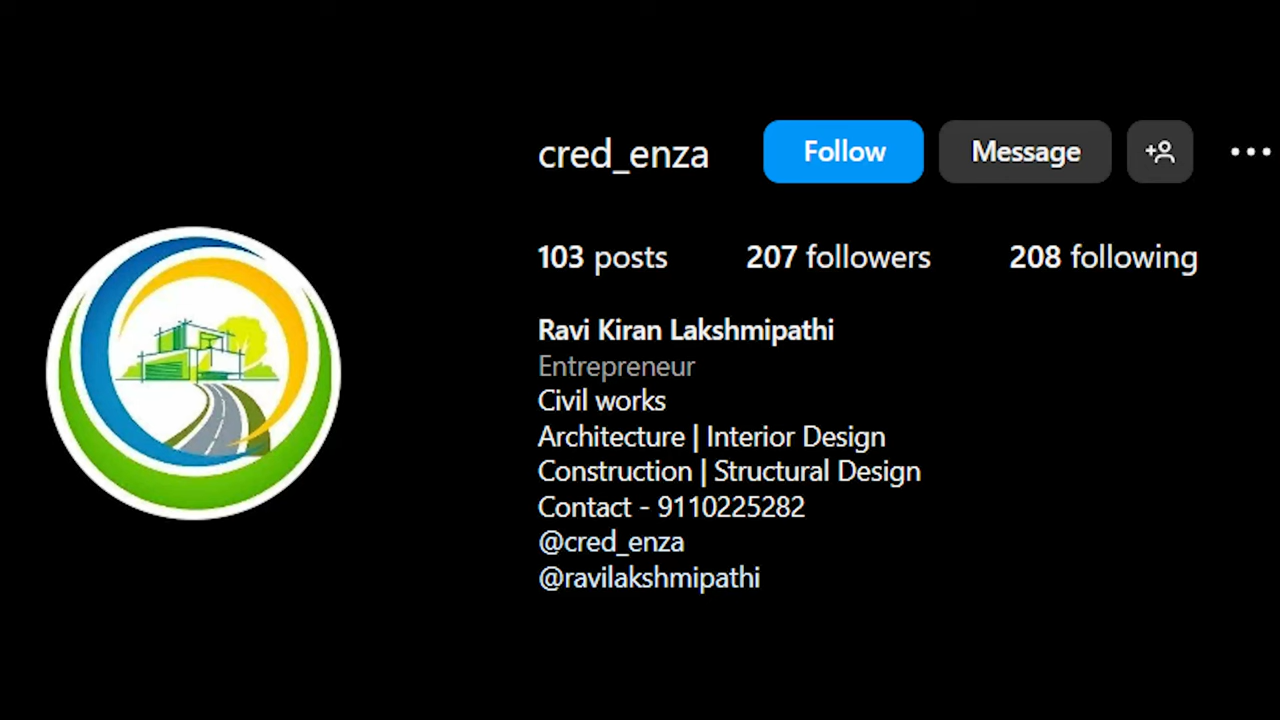 cred_enza Follow Message
103 posts 207 followers 208 following
Ravi Kiran Lakshmipathi
Entrepreneur
Civil works
Architecture | Interior Design
Construction | Structural Design
Contact - 9110225282
@cred_enza
@ravilakshmipathi